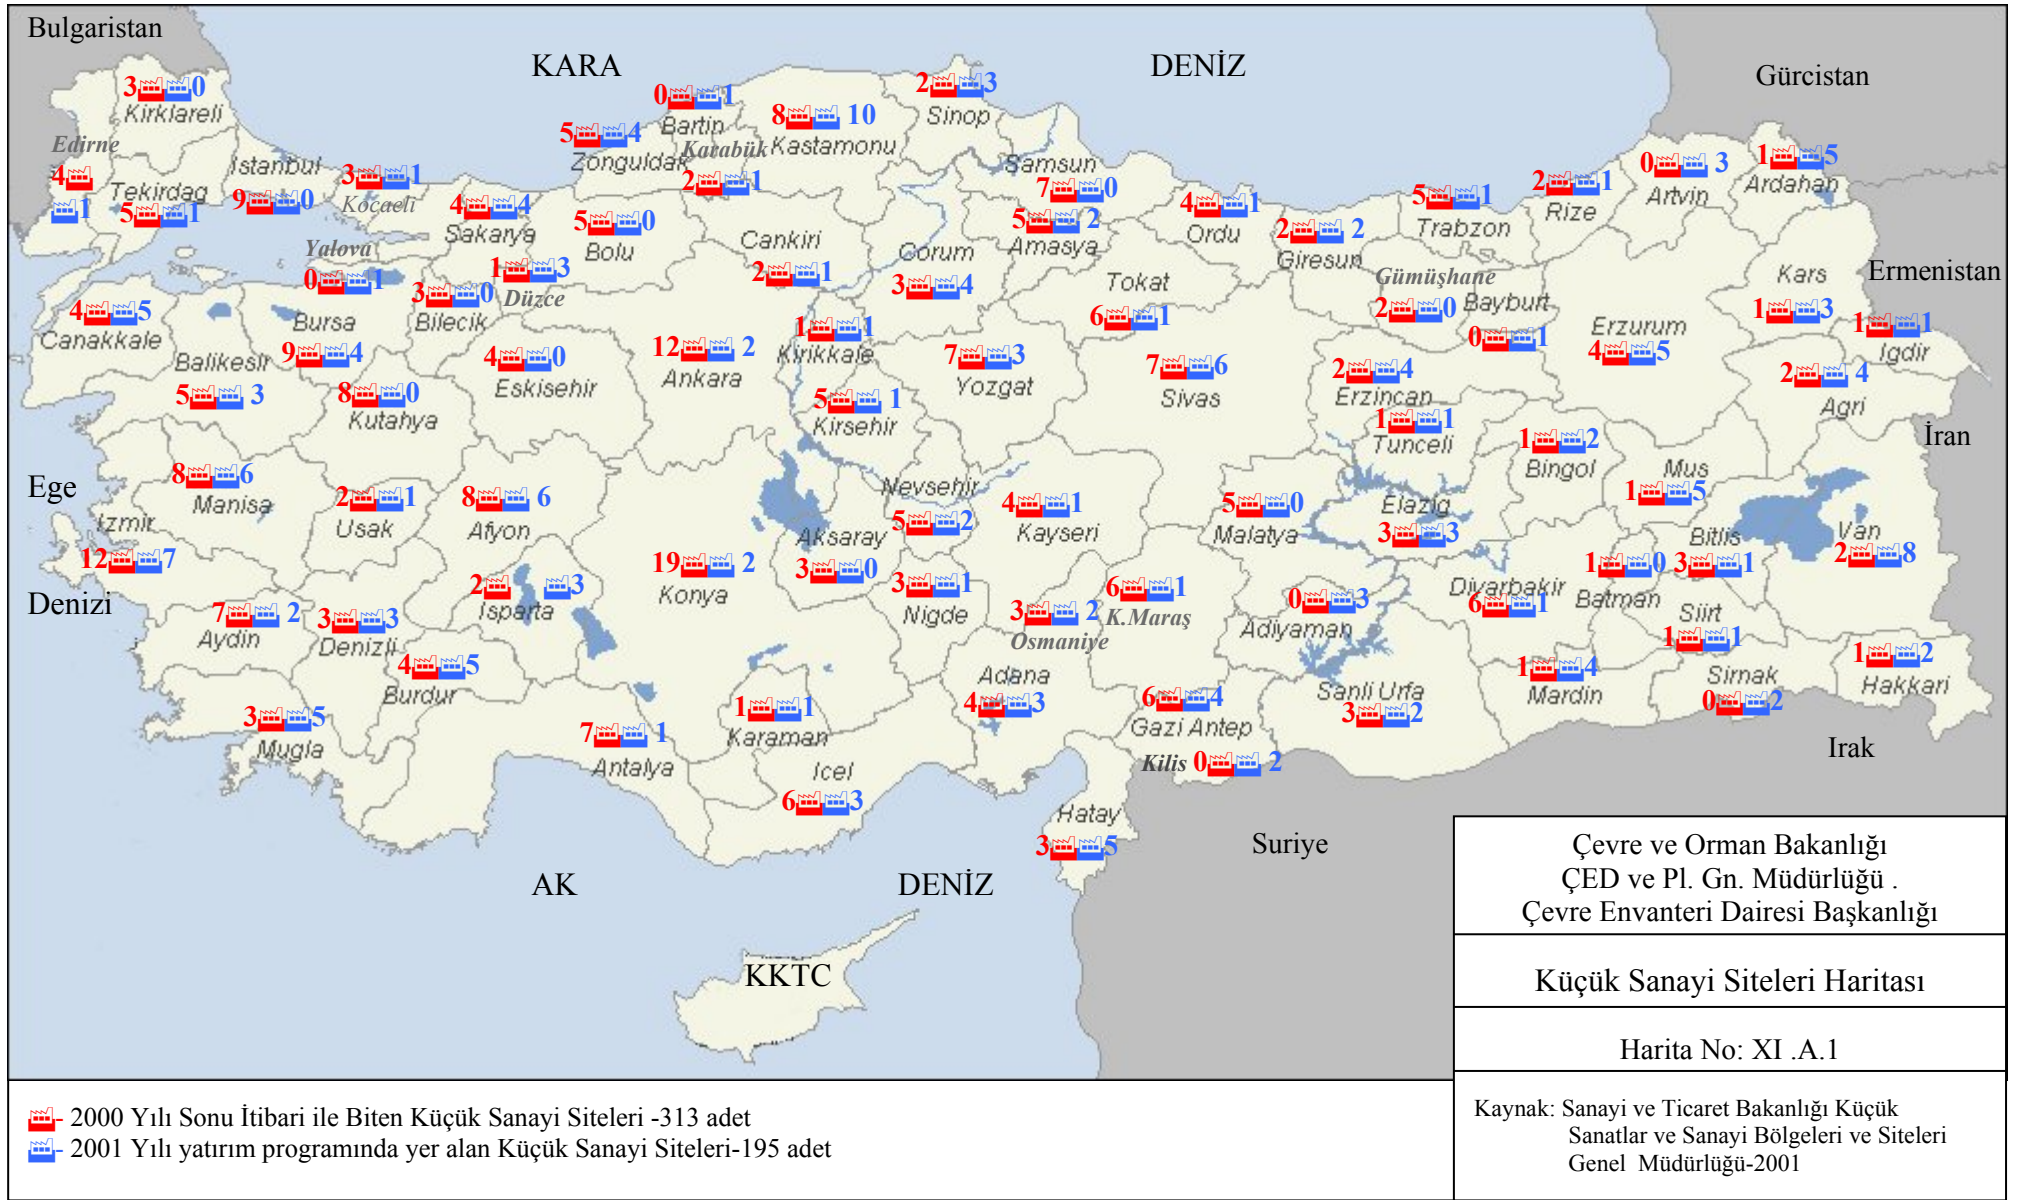 Bulgaristan
KARA
DENİZ
Gürcistan
3 0
Kirklareli
0 1
Bartin
8 10
Kastamonu
2 3
Sinop
5 4
Zonguldak
Karabük
2 1
Edirne
4
1
Tekirdag
5 1
Istanbul
9 0
3 1
Kocaeli
4 4
Sakarya
5 0
Bolu
Cankiri
2 1
Corum
3 4
Samsun
7 0
5 2
Amasya
4 1
Ordu
2 2
Giresun
5 1
Trabzon
2 1
Rize
0 3
Artvin
1 5
Ardahan
Yalova
0 1
3 0
Bilecik
1 3
Düzce
Tokat
6 1
Gümüşhane
2 0
Bayburt
0 1
Erzurum
4 5
Kars
1 3
Ermenistan
1 1
Igdir
4 5
Canakkale
Balikesir
5 3
Bursa
9 4
8 0
Kutahya
4 0
Eskisehir
12 2
Ankara
1 1
Kirikkale
5 1
Kirsehir
7 3
Yozgat
7 6
Sivas
2 4
Erzincan
1 1
Tunceli
1 2
Bingol
2 4
Agri
İran
Mus
1 5
Ege
8 6
Manisa
2 1
Usak
8 6
Afyon
Nevsehir
5 2
4 1
Kayseri
5 0
Malatya
Elazig
3 3
Bitlis
3 1
Van
2 8
Izmir
12 7
Denizi
7 2
Aydin
3 3
Denizli
2 3
Isparta
19 2
Konya
Aksaray
3 0
3 1
Nigde
3 2
Osmaniye
6 1
K.Maraş
0 3
Adiyaman
Diyarbakir
6 1
1 0
Batman
Siirt
1 1
4 5
Burdur
3 5
Mugla
7 1
Antalya
1 1
Karaman
Icel
6 3
Adana
4 3
6 4
Gazi Antep
Kilis 0 2
Sanli Urfa
3 2
1 4
Mardin
Sirnak
0 2
1 2
Hakkari
Irak
Hatay
3 5
Suriye
AK
DENİZ
KKTC
Çevre ve Orman Bakanlığı
ÇED ve Pl. Gn. Müdürlüğü .
Çevre Envanteri Dairesi Başkanlığı
Küçük Sanayi Siteleri Haritası
Harita No: XI .A.1
Kaynak: Sanayi ve Ticaret Bakanlığı Küçük
Sanatlar ve Sanayi Bölgeleri ve Siteleri
Genel Müdürlüğü-2001
- 2000 Yılı Sonu İtibari ile Biten Küçük Sanayi Siteleri -313 adet
- 2001 Yılı yatırım programında yer alan Küçük Sanayi Siteleri-195 adet